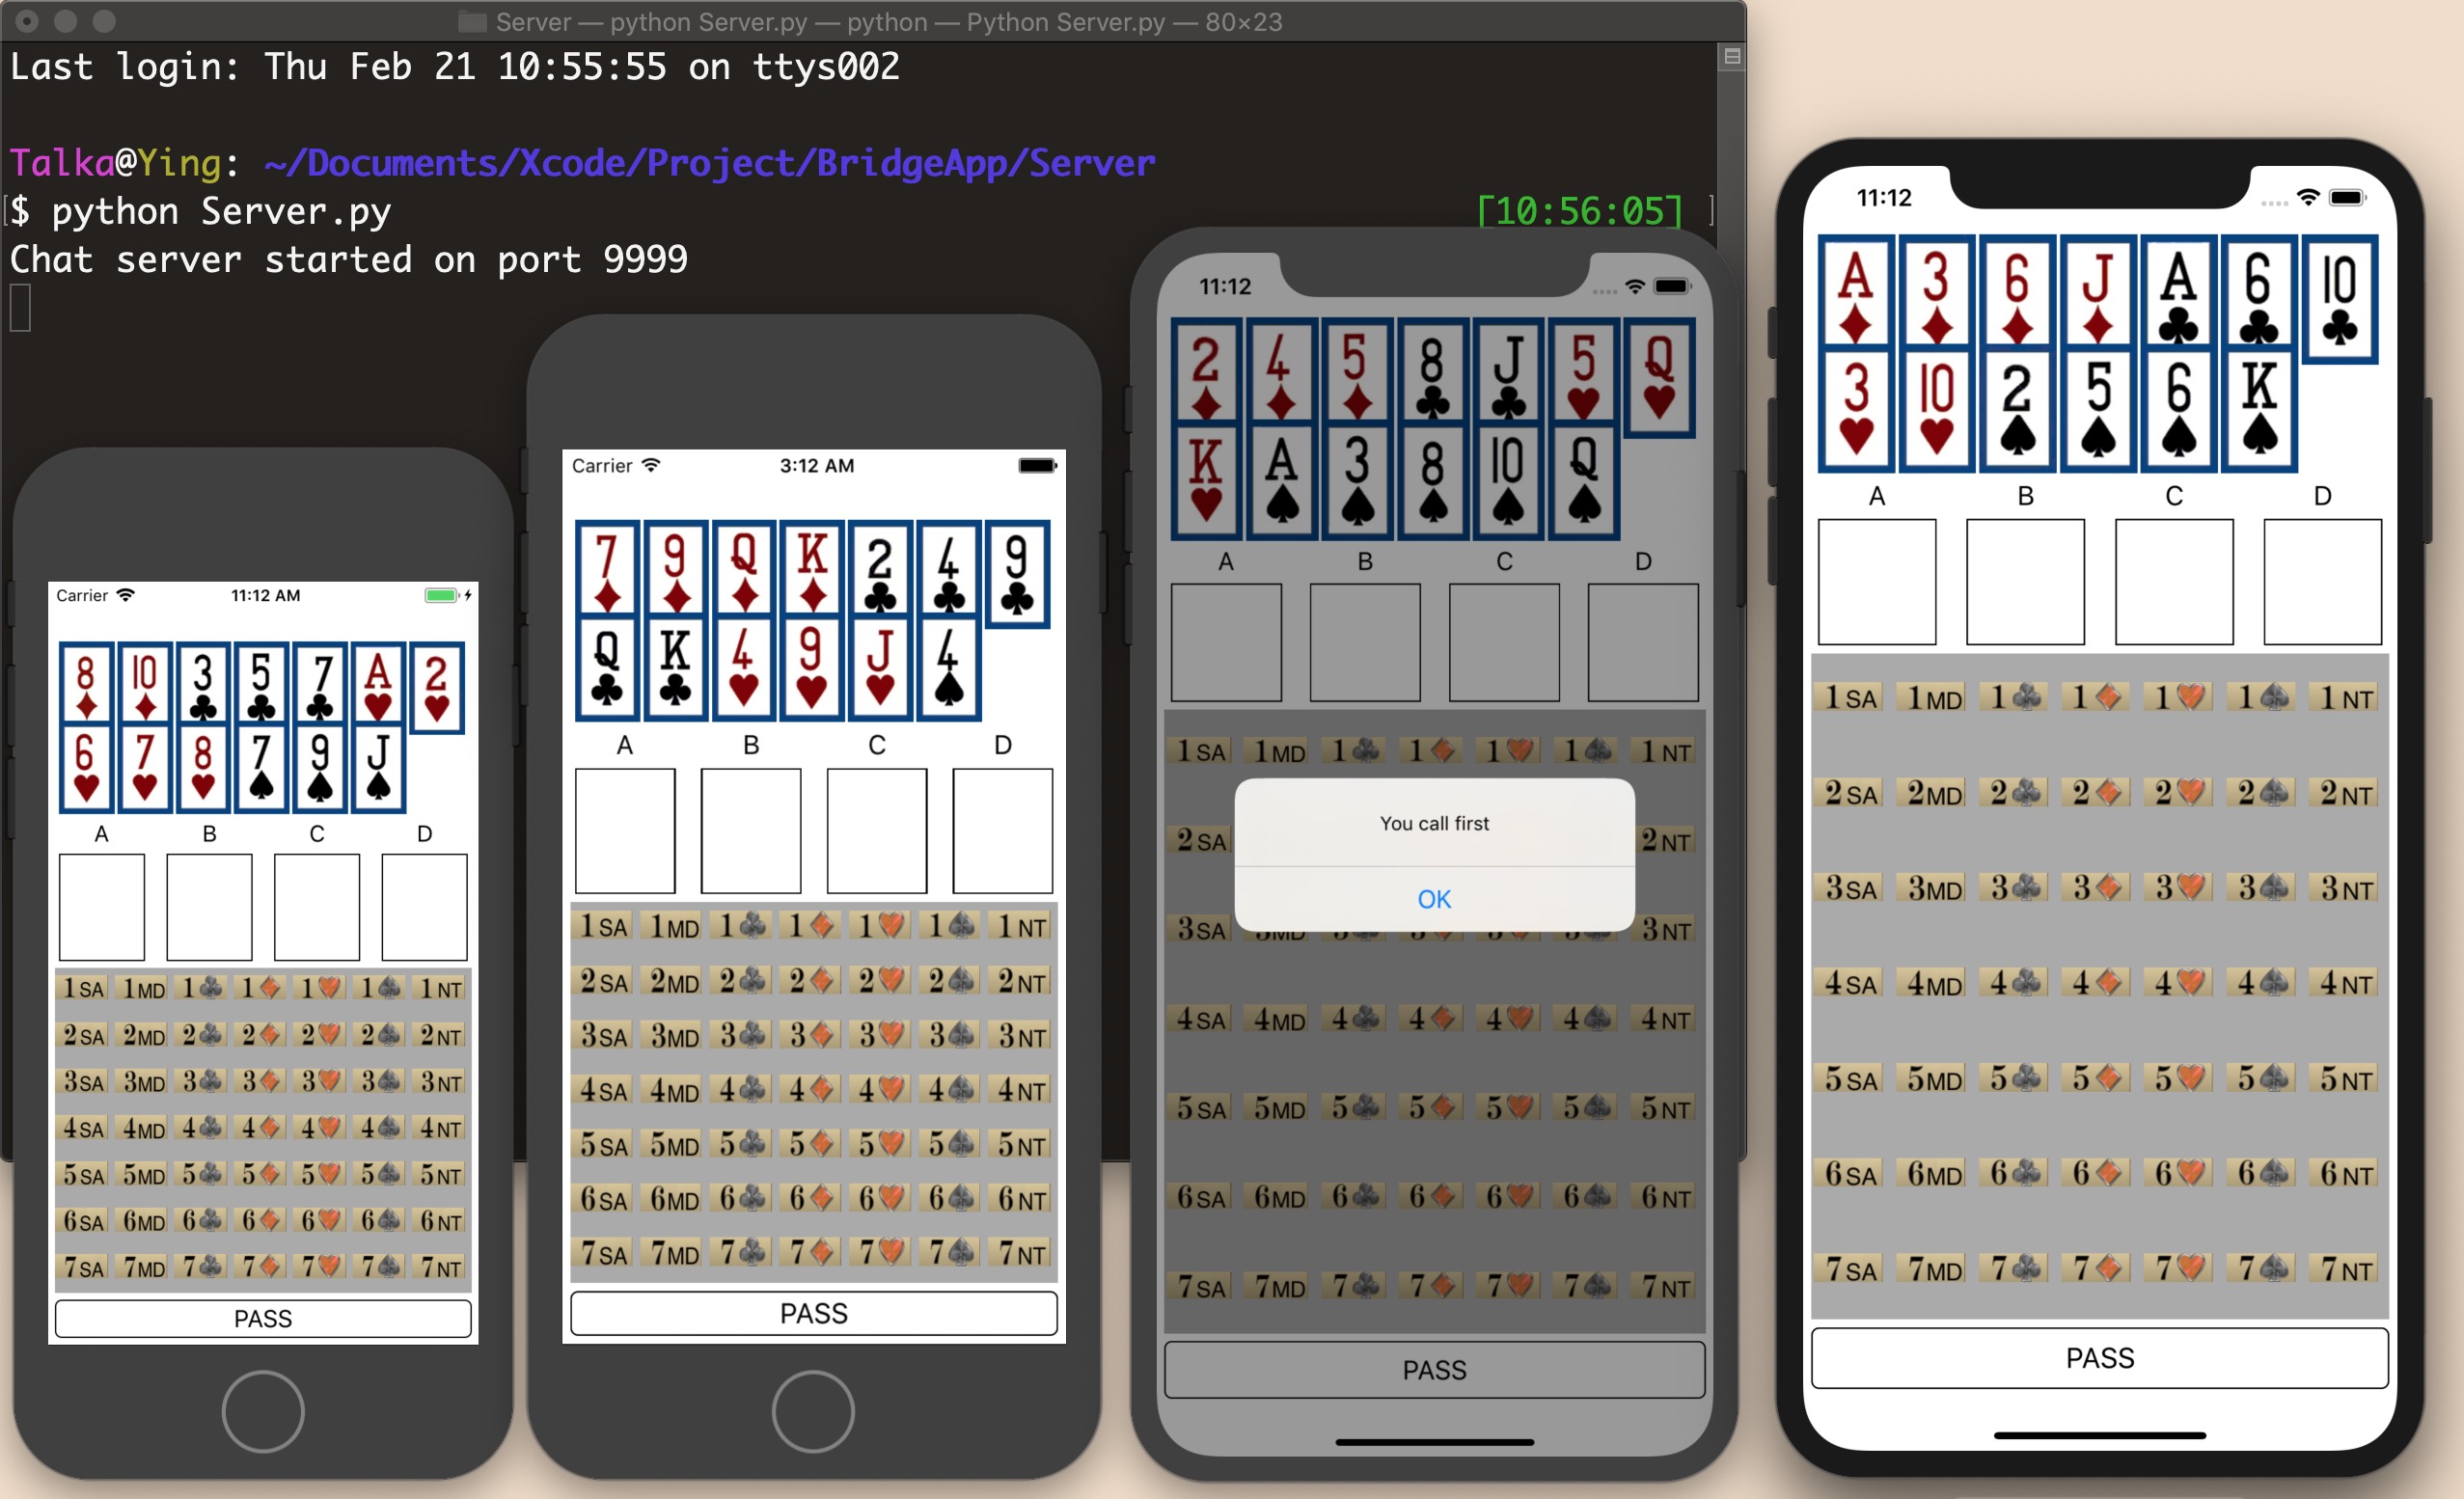 Server — python Server.py — python — Python Server.py — 80×23
Last login: Thu Feb 21 10:55:55 on ttys002
Talka@Ying: ~/Documents/Xcode/Project/BridgeApp/Server
$ python Server.py [10:56:05]
Chat server started on port 9999
Carrier 11:12 AM
8 10 3 5 7 A 2
6 7 8 7 9 J
A B C D
1SA 1MD 1 1 1 1 1NT
2SA 2MD 2 2 2 2 2NT
3SA 3MD 3 3 3 3 3NT
4SA 4MD 4 4 4 4 4NT
5SA 5MD 5 5 5 5 5NT
6SA 6MD 6 6 6 6 6NT
7SA 7MD 7 7 7 7 7NT
PASS
Carrier 3:12 AM
7 9 Q K 2 4 9
Q K 4 9 J 4
A B C D
1SA 1MD 1 1 1 1 1NT
2SA 2MD 2 2 2 2 2NT
3SA 3MD 3 3 3 3 3NT
4SA 4MD 4 4 4 4 4NT
5SA 5MD 5 5 5 5 5NT
6SA 6MD 6 6 6 6 6NT
7SA 7MD 7 7 7 7 7NT
PASS
11:12
2 4 5 8 J 5 Q
K A 3 8 10 Q
A B C D
1SA 1MD 1 1 1 1 1NT
You call first
2SA 2NT
OK
3SA 3NT
4SA 4MD 4 4 4 4 4NT
5SA 5MD 5 5 5 5 5NT
6SA 6MD 6 6 6 6 6NT
7SA 7MD 7 7 7 7 7NT
PASS
11:12
A 3 6 J A 6 10
3 10 2 5 6 K
A B C D
1SA 1MD 1 1 1 1 1NT
2SA 2MD 2 2 2 2 2NT
3SA 3MD 3 3 3 3 3NT
4SA 4MD 4 4 4 4 4NT
5SA 5MD 5 5 5 5 5NT
6SA 6MD 6 6 6 6 6NT
7SA 7MD 7 7 7 7 7NT
PASS